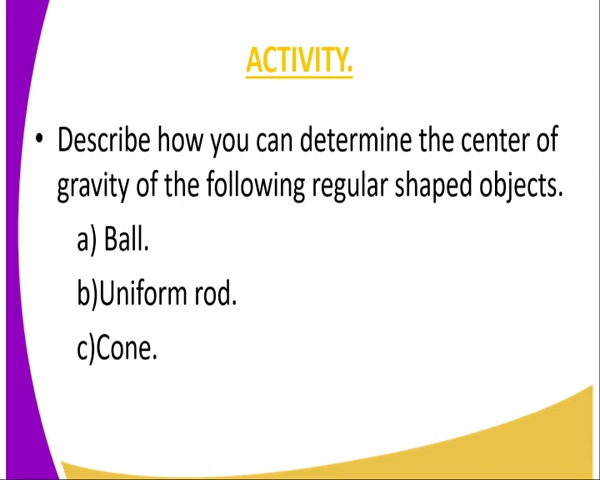 ACTIVITY.
• Describe how you can determine the center of
gravity of the following regular shaped objects.
a) Ball.
b)Uniform rod.
c)Cone.